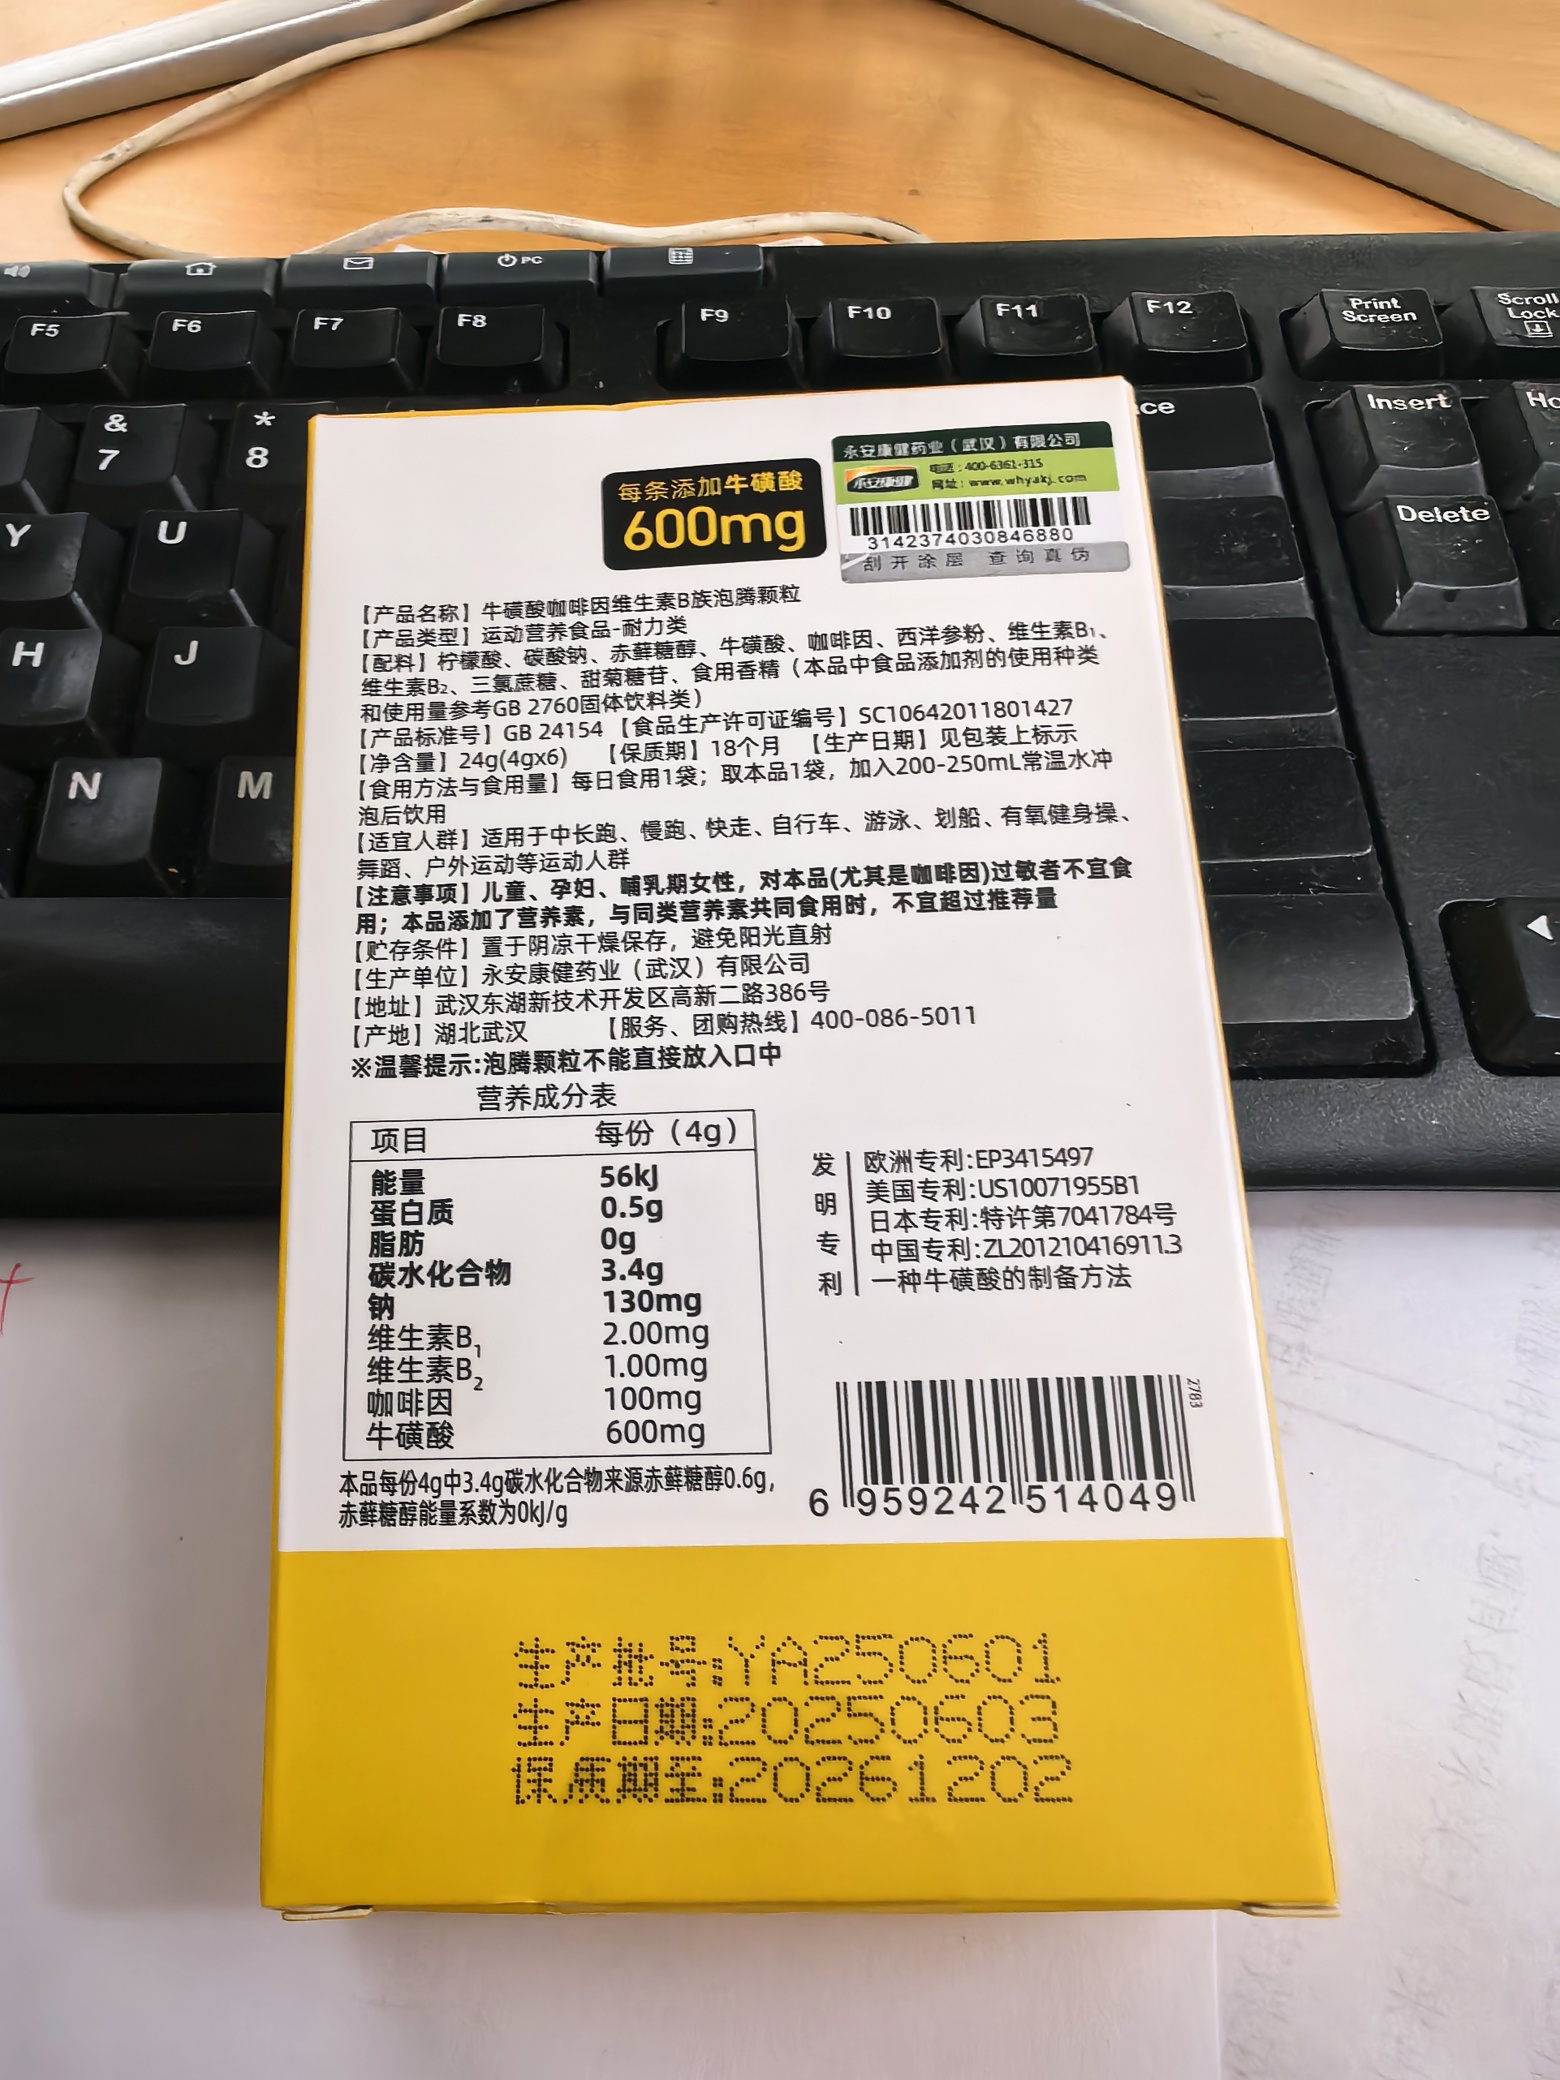 PC
F5
F6
F7
F8
F9
F10
F11
F12
Print
Screen
Scroll
Lock
&
7
*
8
Insert
Y
U
Delete
H
J
N
M
永安康健药业（武汉）有限公司
永安康健
电话：400-6361-315
网址：www.whyakj.com
3142374030846880
刮开涂层 查询真伪
每条添加牛磺酸
600mg
【产品名称】牛磺酸咖啡因维生素B族泡腾颗粒
【产品类型】运动营养食品-耐力类
【配料】柠檬酸、碳酸钠、赤藓糖醇、牛磺酸、咖啡因、西洋参粉、维生素B₁、
维生素B₂、三氯蔗糖、甜菊糖苷、食用香精（本品中食品添加剂的使用种类
和使用量参考GB 2760固体饮料类）
【产品标准号】GB 24154 【食品生产许可证编号】SC10642011801427
【净含量】24g(4gx6) 【保质期】18个月 【生产日期】见包装上标示
【食用方法与食用量】每日食用1袋；取本品1袋，加入200-250mL常温水冲
泡后饮用
【适宜人群】适用于中长跑、慢跑、快走、自行车、游泳、划船、有氧健身操、
舞蹈、户外运动等运动人群
【注意事项】儿童、孕妇、哺乳期女性，对本品(尤其是咖啡因)过敏者不宜食
用；本品添加了营养素，与同类营养素共同食用时，不宜超过推荐量
【贮存条件】置于阴凉干燥保存，避免阳光直射
【生产单位】永安康健药业（武汉）有限公司
【地址】武汉东湖新技术开发区高新二路386号
【产地】湖北武汉 【服务、团购热线】400-086-5011
※温馨提示:泡腾颗粒不能直接放入口中
营养成分表
项目 每份（4g）
能量 56kJ
蛋白质 0.5g
脂肪 0g
碳水化合物 3.4g
钠 130mg
维生素B₁ 2.00mg
维生素B₂ 1.00mg
咖啡因 100mg
牛磺酸 600mg
本品每份4g中3.4g碳水化合物来源赤藓糖醇0.6g，
赤藓糖醇能量系数为0kJ/g
发明专利
欧洲专利:EP3415497
美国专利:US10071955B1
日本专利:特许第7041784号
中国专利:ZL201210416911.3
一种牛磺酸的制备方法
2783
6 959242 514049
生产批号:YA250601
生产日期:20250603
保质期至:20261202